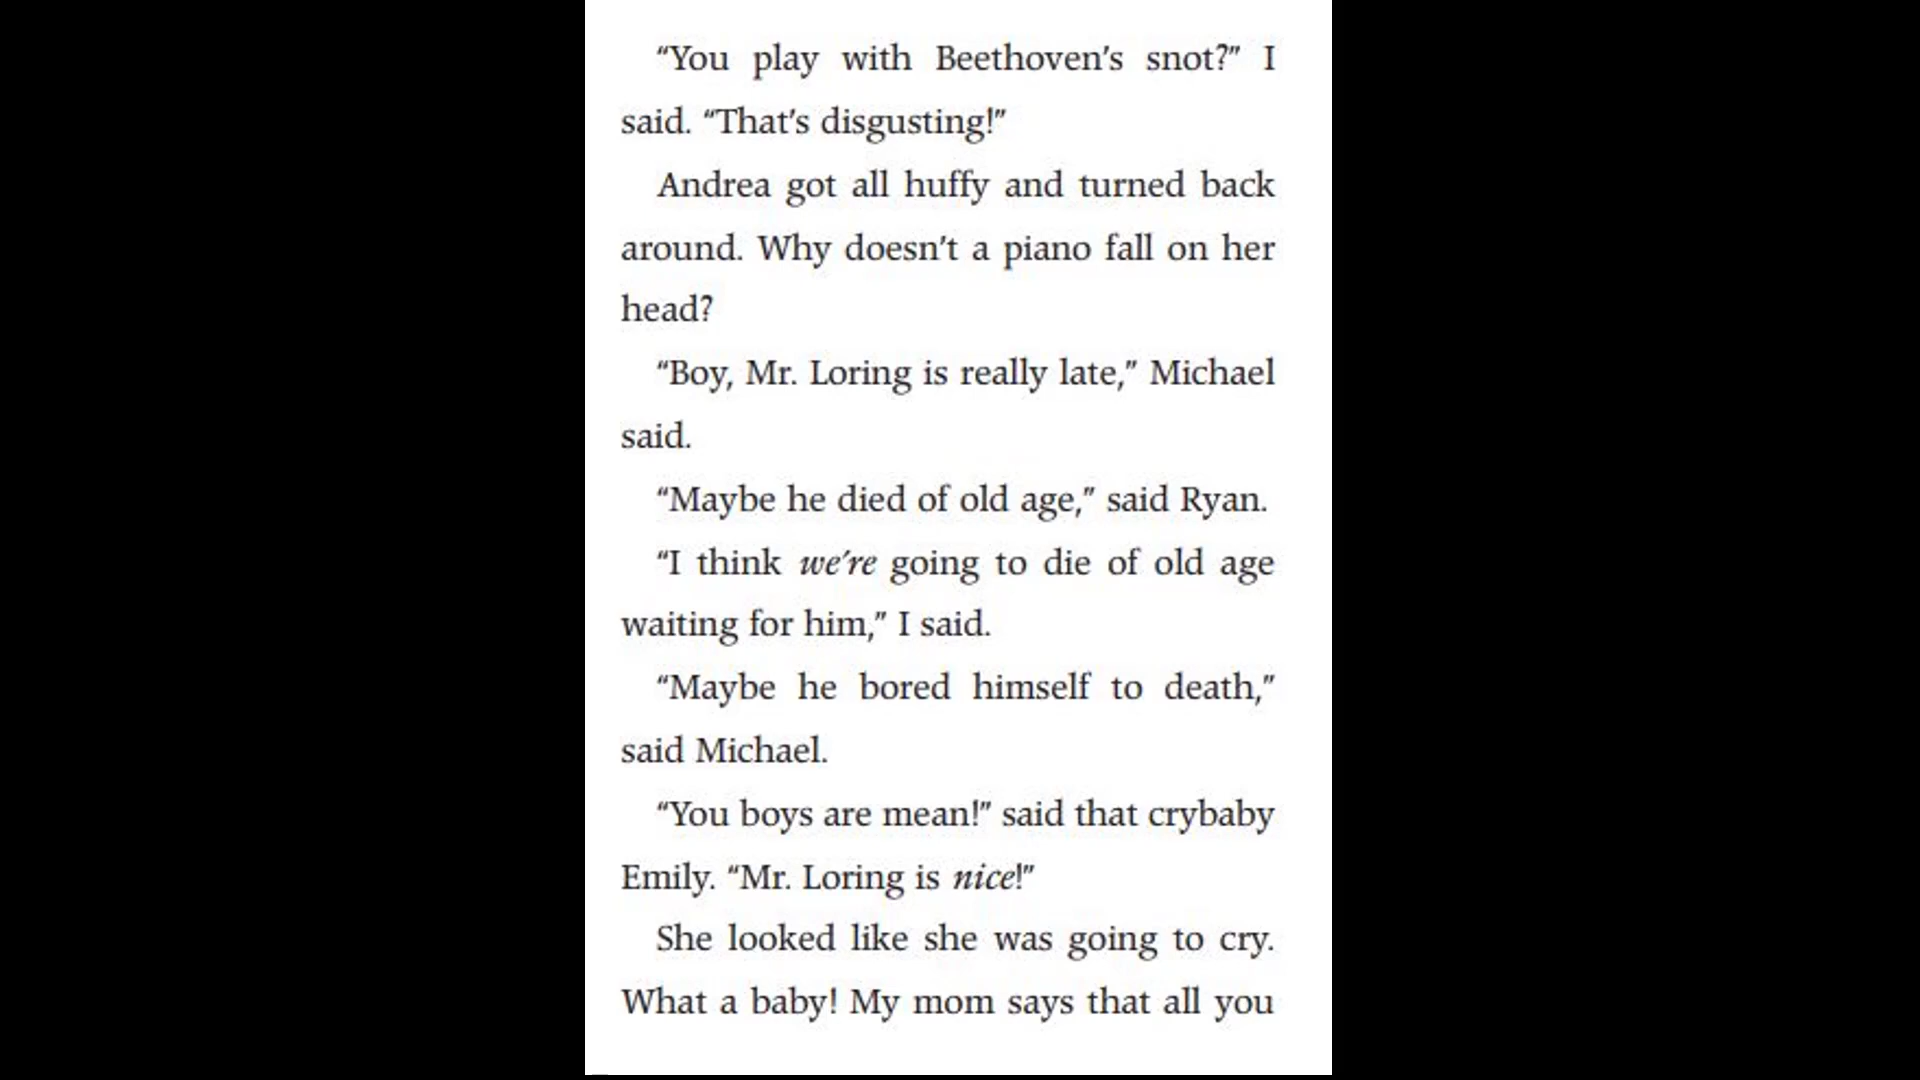 “You play with Beethoven’s snot?” I
said. “That’s disgusting!”
Andrea got all huffy and turned back
around. Why doesn’t a piano fall on her
head?
“Boy, Mr. Loring is really late,” Michael
said.
“Maybe he died of old age,” said Ryan.
“I think we’re going to die of old age
waiting for him,” I said.
“Maybe he bored himself to death,”
said Michael.
“You boys are mean!” said that crybaby
Emily. “Mr. Loring is nice!”
She looked like she was going to cry.
What a baby! My mom says that all you